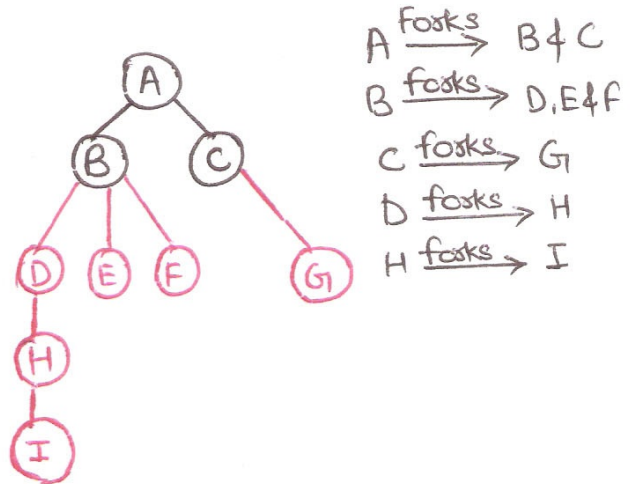 A
B
C
D
E
F
G
H
I
A forks B & C
B forks D, E & F
C forks G
D forks H
H forks I